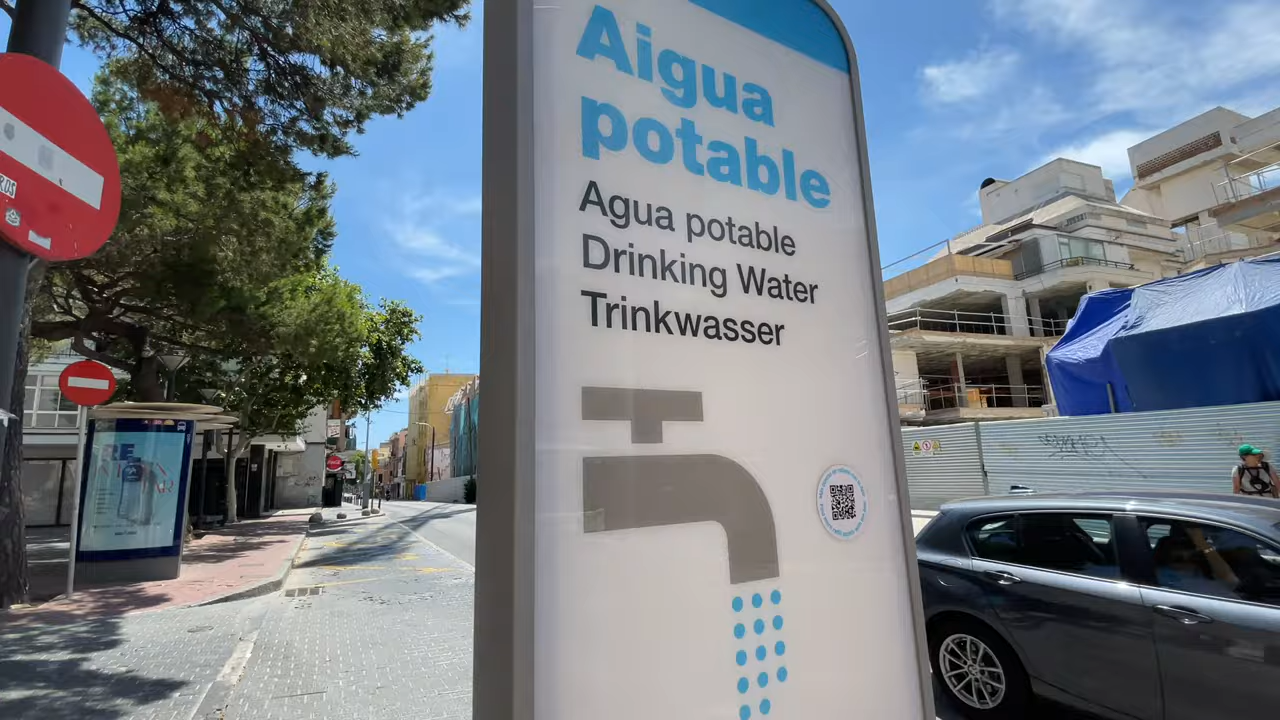 Aigua
potable
Agua potable
Drinking Water
Trinkwasser